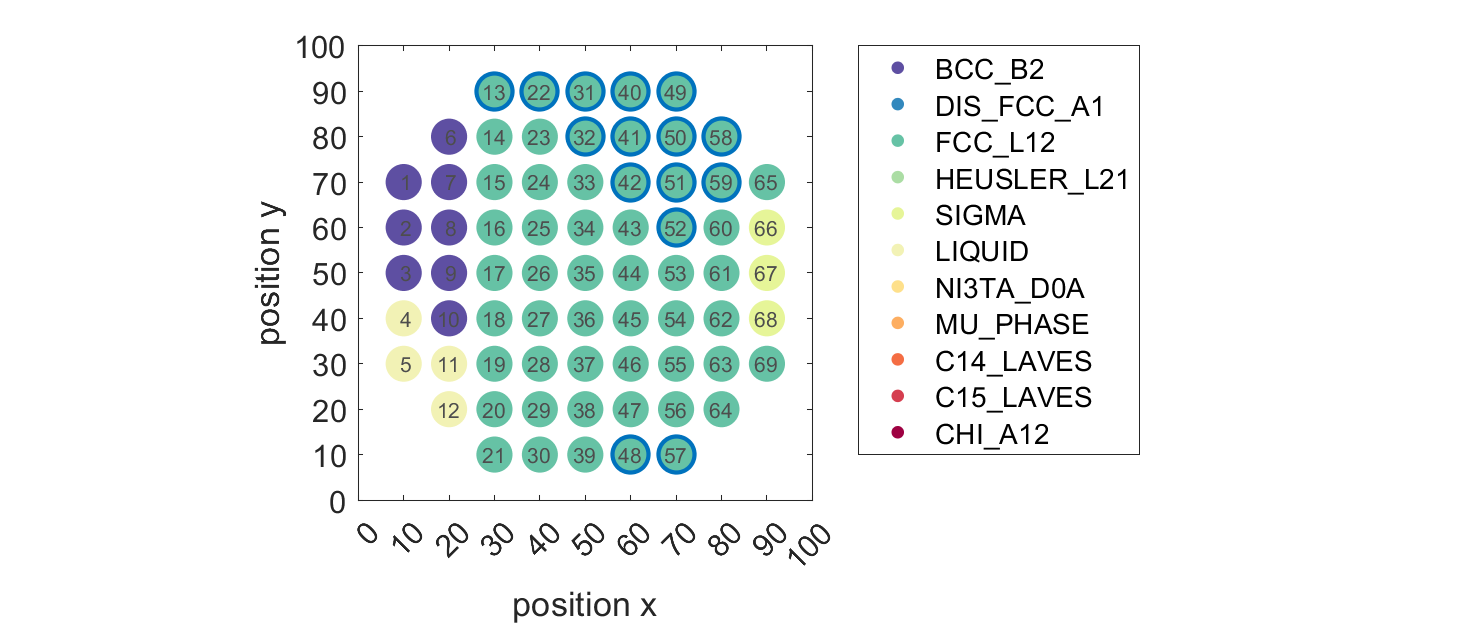 100
90
80
70
60
50
40
30
20
10
0
position y
13 22 31 40 49
6 14 23 32 41 50 58
1 7 15 24 33 42 51 59 65
2 8 16 25 34 43 52 60 66
3 9 17 26 35 44 53 61 67
4 10 18 27 36 45 54 62 68
5 11 19 28 37 46 55 63 69
12 20 29 38 47 56 64
21 30 39 48 57
0 10 20 30 40 50 60 70 80 90 100
position x
BCC_B2
DIS_FCC_A1
FCC_L12
HEUSLER_L21
SIGMA
LIQUID
NI3TA_D0A
MU_PHASE
C14_LAVES
C15_LAVES
CHI_A12